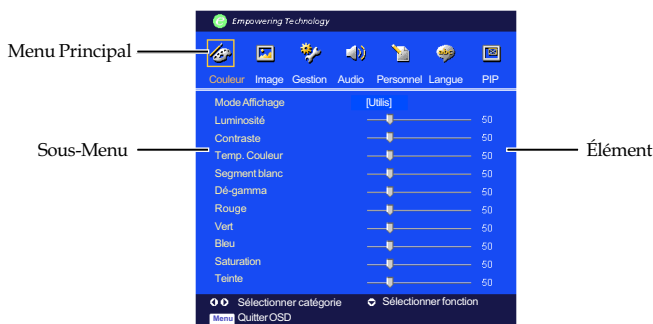 Empowering Technology
Menu Principal
Couleur Image Gestion Audio Personnel Langue PIP
Mode Affichage [Utilis]
Luminosité 50
Contraste 50
Sous-Menu
Temp. Couleur 50
Élément
Segment blanc 50
Dé-gamma 50
Rouge 50
Vert 50
Bleu 50
Saturation 50
Teinte 50
Sélectionner catégorie Sélectionner fonction
Menu Quitter OSD